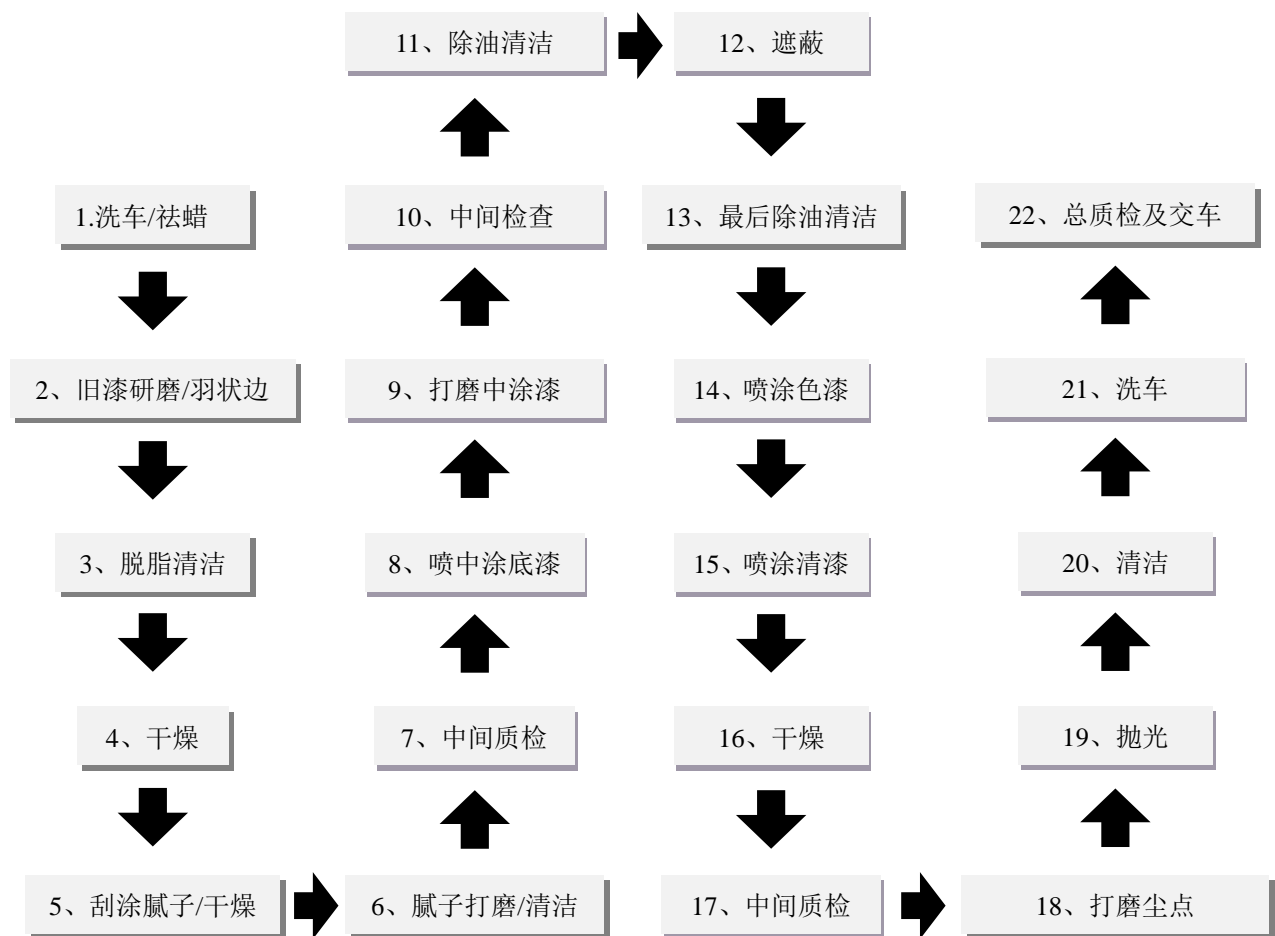 1.洗车/祛蜡
2、旧漆研磨/羽状边
3、脱脂清洁
4、干燥
5、刮涂腻子/干燥
6、腻子打磨/清洁
7、中间质检
8、喷中涂底漆
9、打磨中涂漆
10、中间检查
11、除油清洁
12、遮蔽
13、最后除油清洁
14、喷涂色漆
15、喷涂清漆
16、干燥
17、中间质检
18、打磨尘点
19、抛光
20、清洁
21、洗车
22、总质检及交车